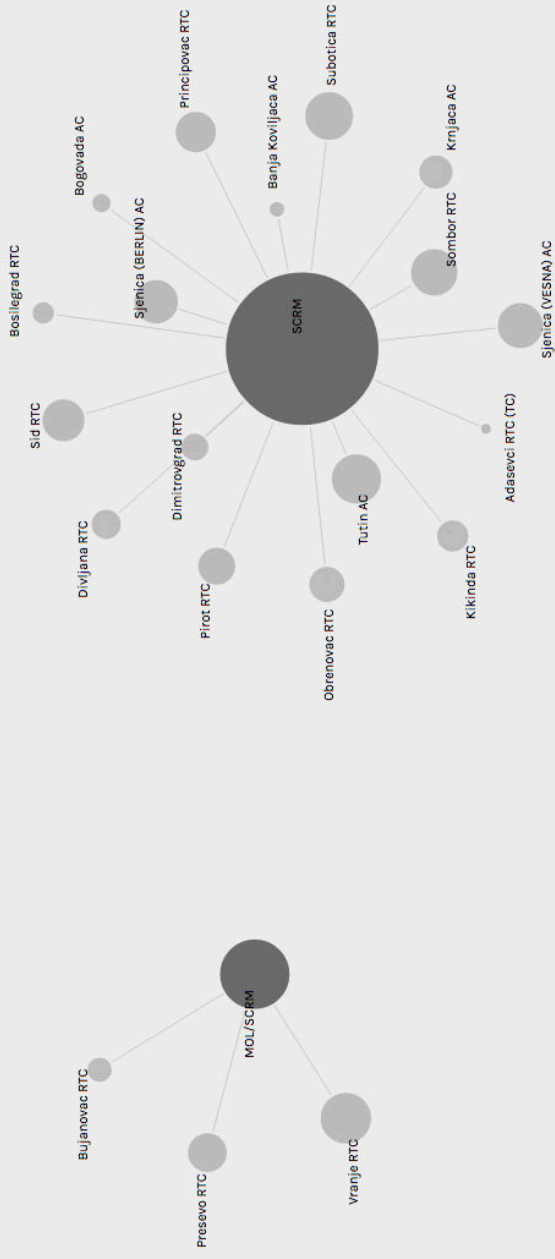 Principovac RTC
Subotica RTC
Bogovada AC
Banja Koviljaca AC
Krnjaca AC
Bosilegrad RTC
Sjenica (BERLIN) AC
Sombor RTC
SCRM
Sjenica (VESNA) AC
Sid RTC
Dimitrovgrad RTC
Adasevci RTC (TC)
Divljana RTC
Tutin AC
Pirot RTC
Kikinda RTC
Obrenovac RTC
MOL/SCRM
Bujanovac RTC
Presevo RTC
Vranje RTC